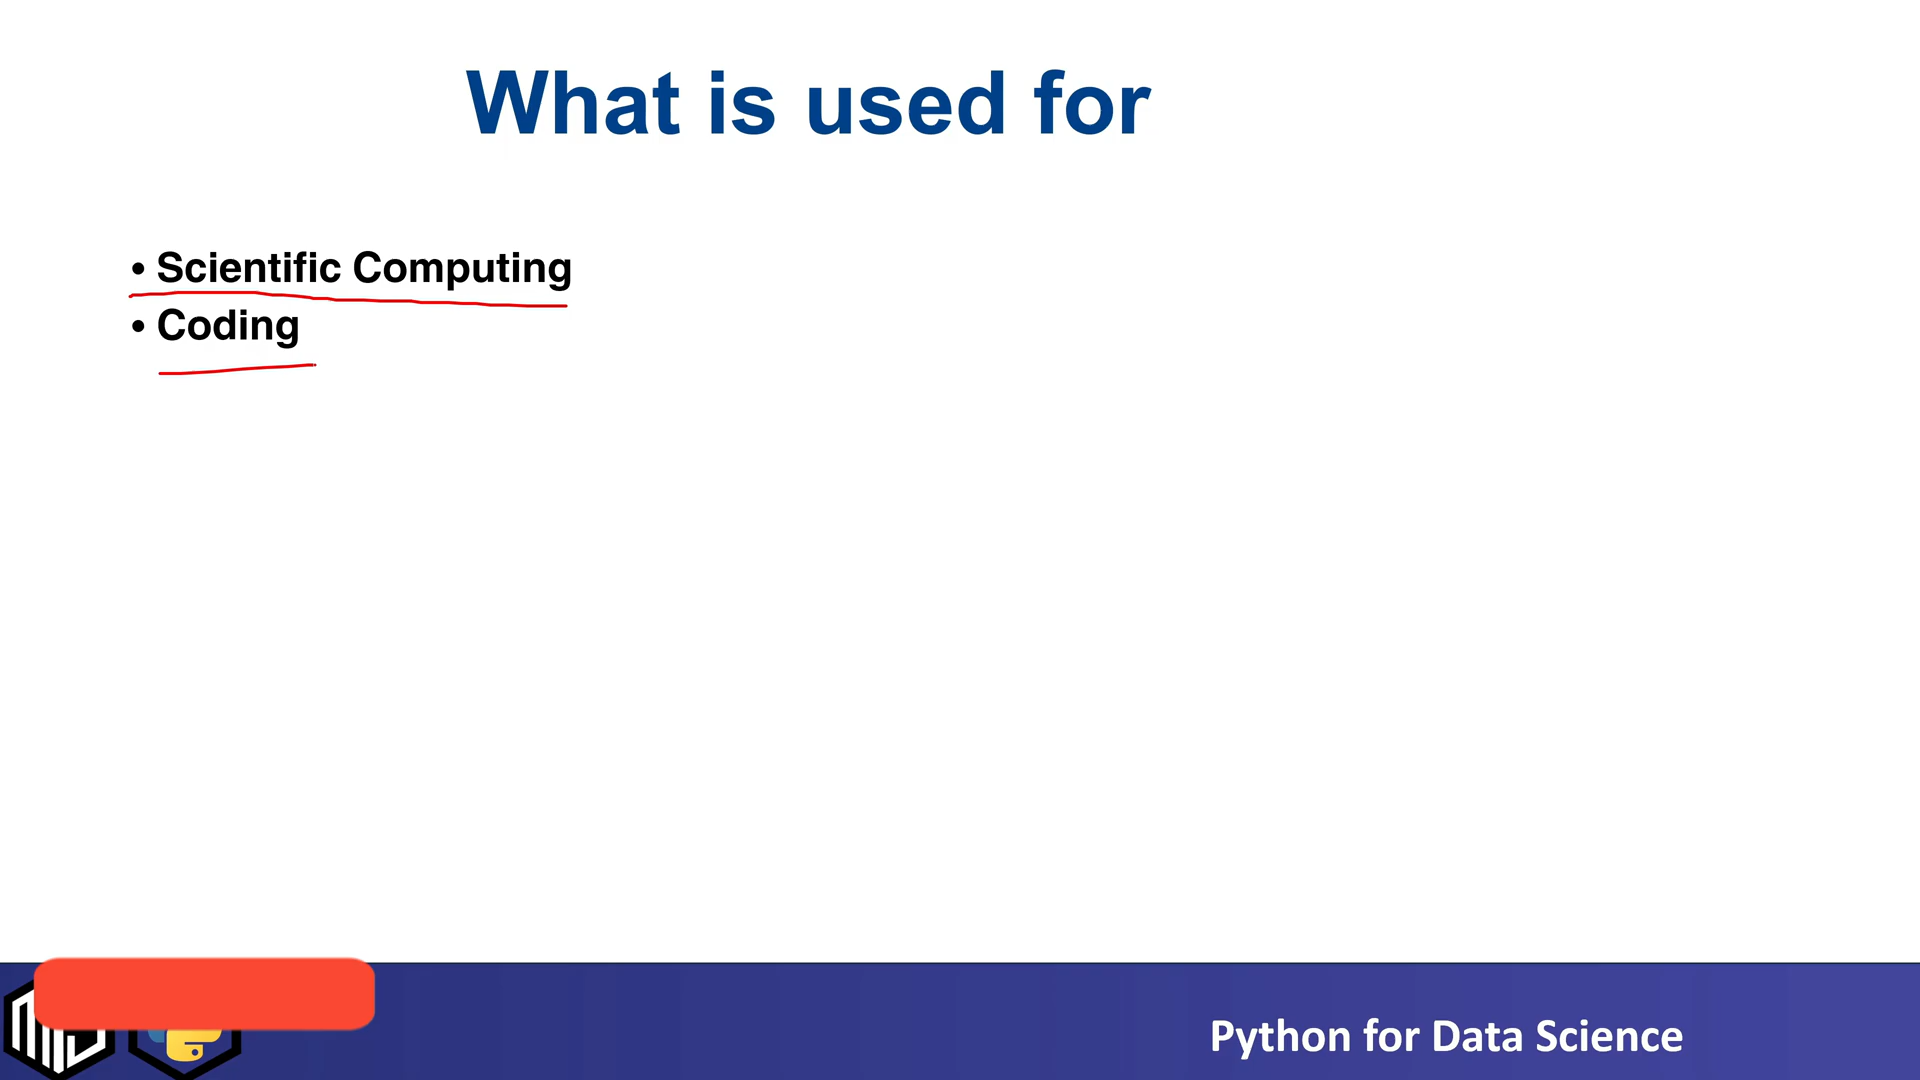 What is used for
• Scientific Computing
• Coding
Python for Data Science